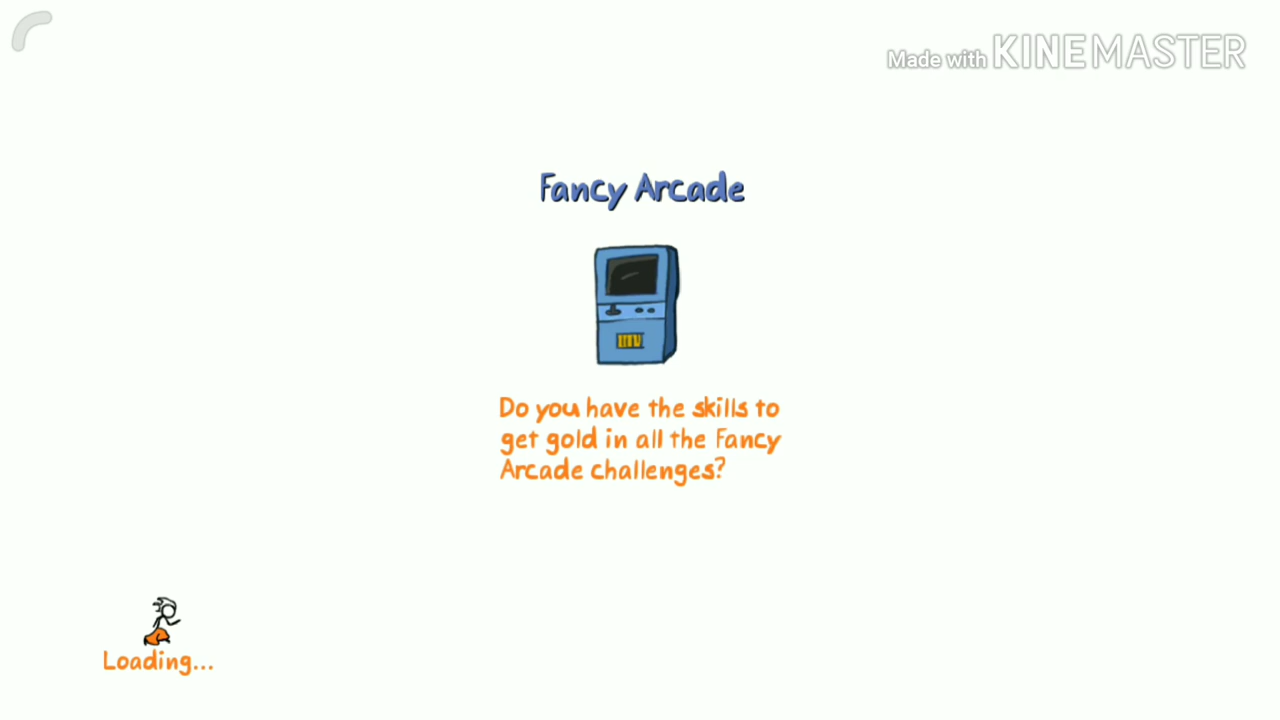 Made with KINEMASTER
Fancy Arcade
Do you have the skills to
get gold in all the Fancy
Arcade challenges?
Loading...